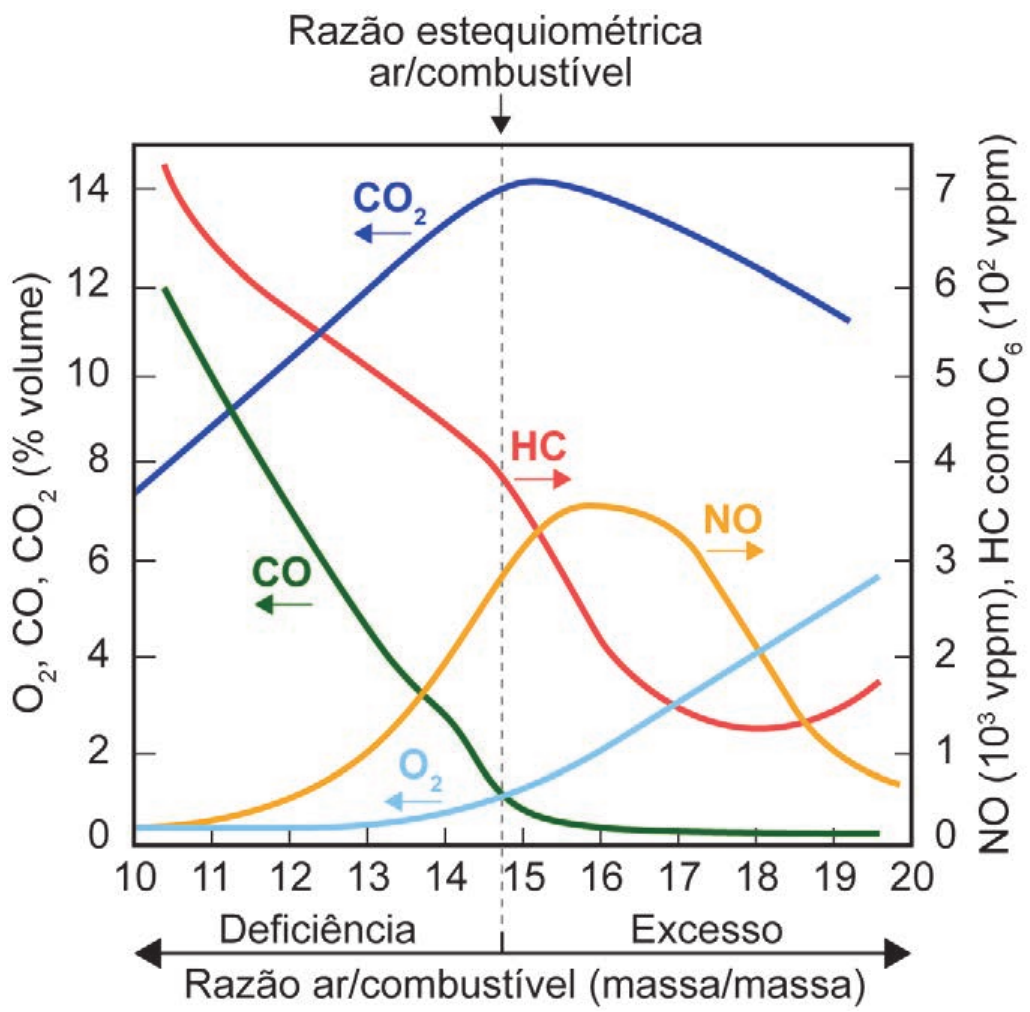 Razão estequiométrica
ar/combustível
O₂, CO, CO₂ (% volume)
14
12
10
8
6
4
2
0
CO₂
HC
NO
CO
O₂
7
6
5
4
3
2
1
0
NO (10³ vppm), HC como C₆ (10² vppm)
10 11 12 13 14 15 16 17 18 19 20
Deficiência Excesso
Razão ar/combustível (massa/massa)